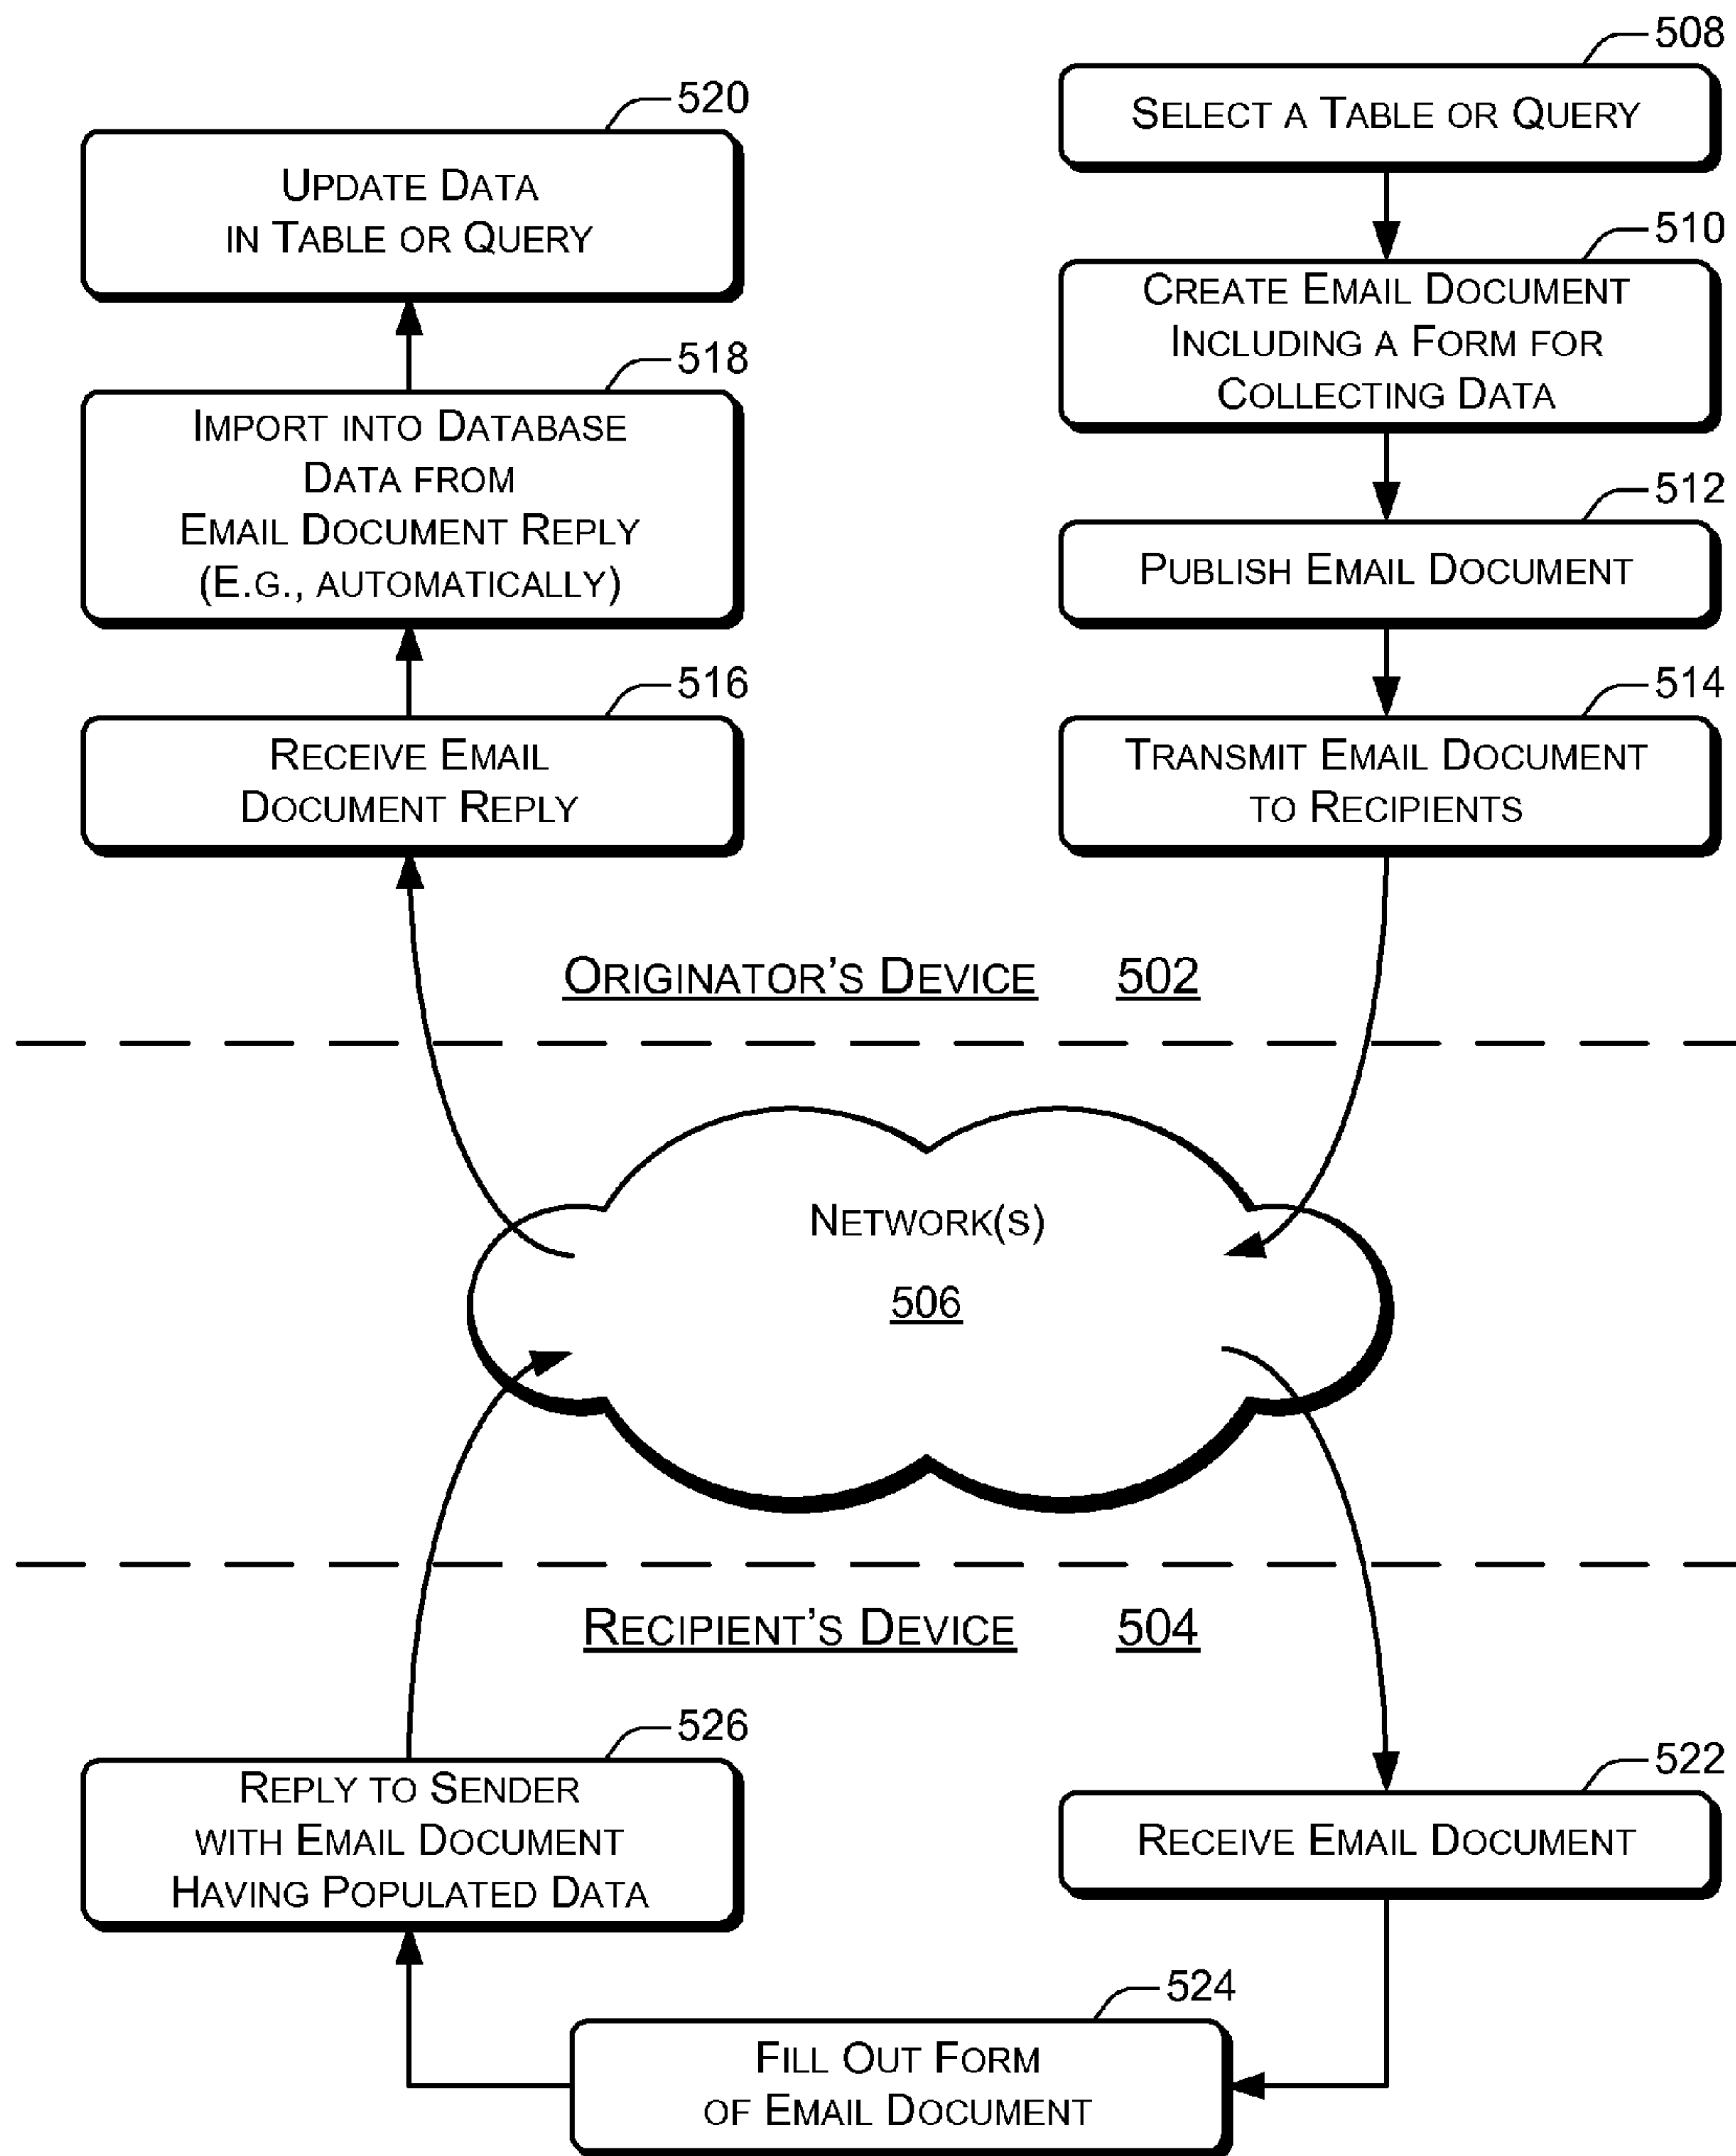 508
SELECT A TABLE OR QUERY
510
CREATE EMAIL DOCUMENT
INCLUDING A FORM FOR
COLLECTING DATA
512
PUBLISH EMAIL DOCUMENT
514
TRANSMIT EMAIL DOCUMENT
TO RECIPIENTS
520
UPDATE DATA
IN TABLE OR QUERY
518
IMPORT INTO DATABASE
DATA FROM
EMAIL DOCUMENT REPLY
(E.G., AUTOMATICALLY)
516
RECEIVE EMAIL
DOCUMENT REPLY
ORIGINATOR'S DEVICE 502
NETWORK(S)
506
RECIPIENT'S DEVICE 504
526
REPLY TO SENDER
WITH EMAIL DOCUMENT
HAVING POPULATED DATA
522
RECEIVE EMAIL DOCUMENT
524
FILL OUT FORM
OF EMAIL DOCUMENT